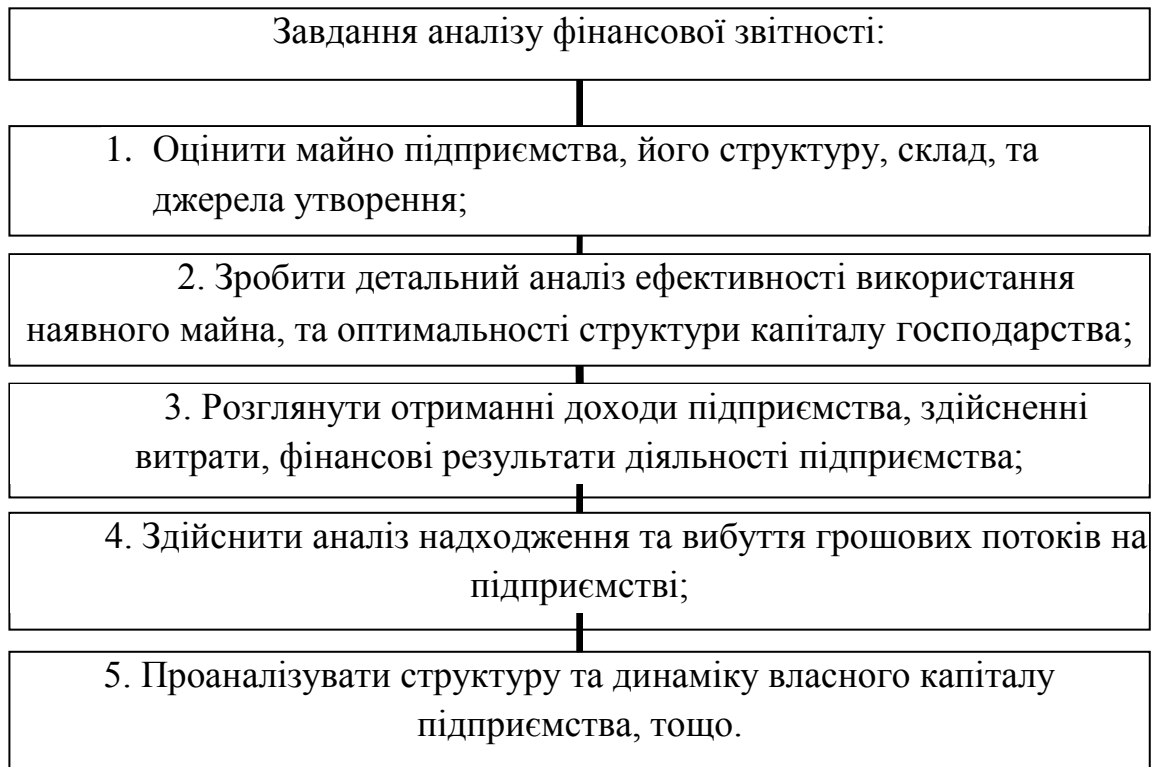 Завдання аналізу фінансової звітності:
1. Оцінити майно підприємства, його структуру, склад, та
джерела утворення;
2. Зробити детальний аналіз ефективності використання
наявного майна, та оптимальності структури капіталу господарства;
3. Розглянути отриманні доходи підприємства, здійсненні
витрати, фінансові результати діяльності підприємства;
4. Здійснити аналіз надходження та вибуття грошових потоків на
підприємстві;
5. Проаналізувати структуру та динаміку власного капіталу
підприємства, тощо.